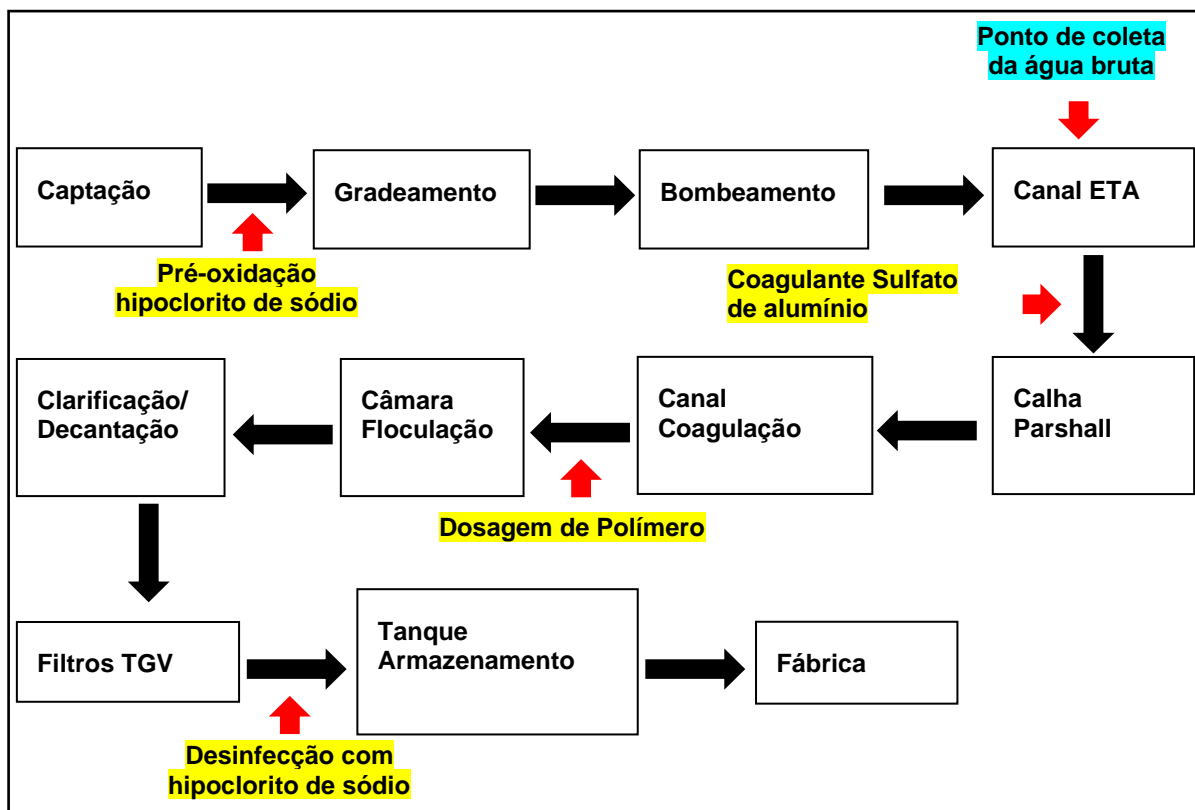 Ponto de coleta
da água bruta
Captação
Gradeamento
Bombeamento
Canal ETA
Pré-oxidação
hipoclorito de sódio
Coagulante Sulfato
de alumínio
Clarificação/
Decantação
Câmara
Floculação
Canal
Coagulação
Calha
Parshall
Dosagem de Polímero
Filtros TGV
Tanque
Armazenamento
Fábrica
Desinfecção com
hipoclorito de sódio